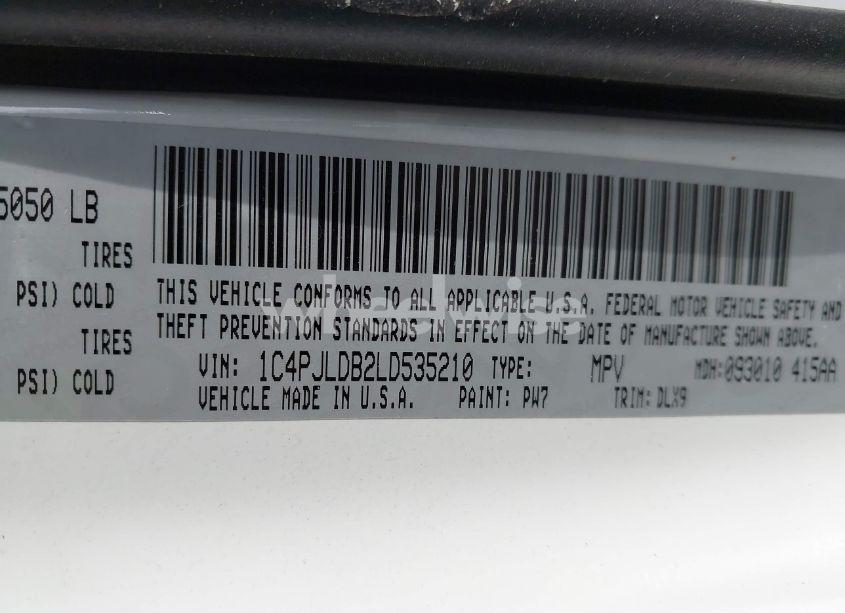 5050 LB
TIRES
PSI) COLD
TIRES
PSI) COLD
THIS VEHICLE CONFORMS TO ALL APPLICABLE U.S.A. FEDERAL MOTOR VEHICLE SAFETY AND
THEFT PREVENTION STANDARDS IN EFFECT ON THE DATE OF MANUFACTURE SHOWN ABOVE.
VIN: 1C4PJLDB2LD535210 TYPE: MPV MDH: 093010 415AA
VEHICLE MADE IN U.S.A. PAINT: PW7 TRIM: DLX9
wheelwise